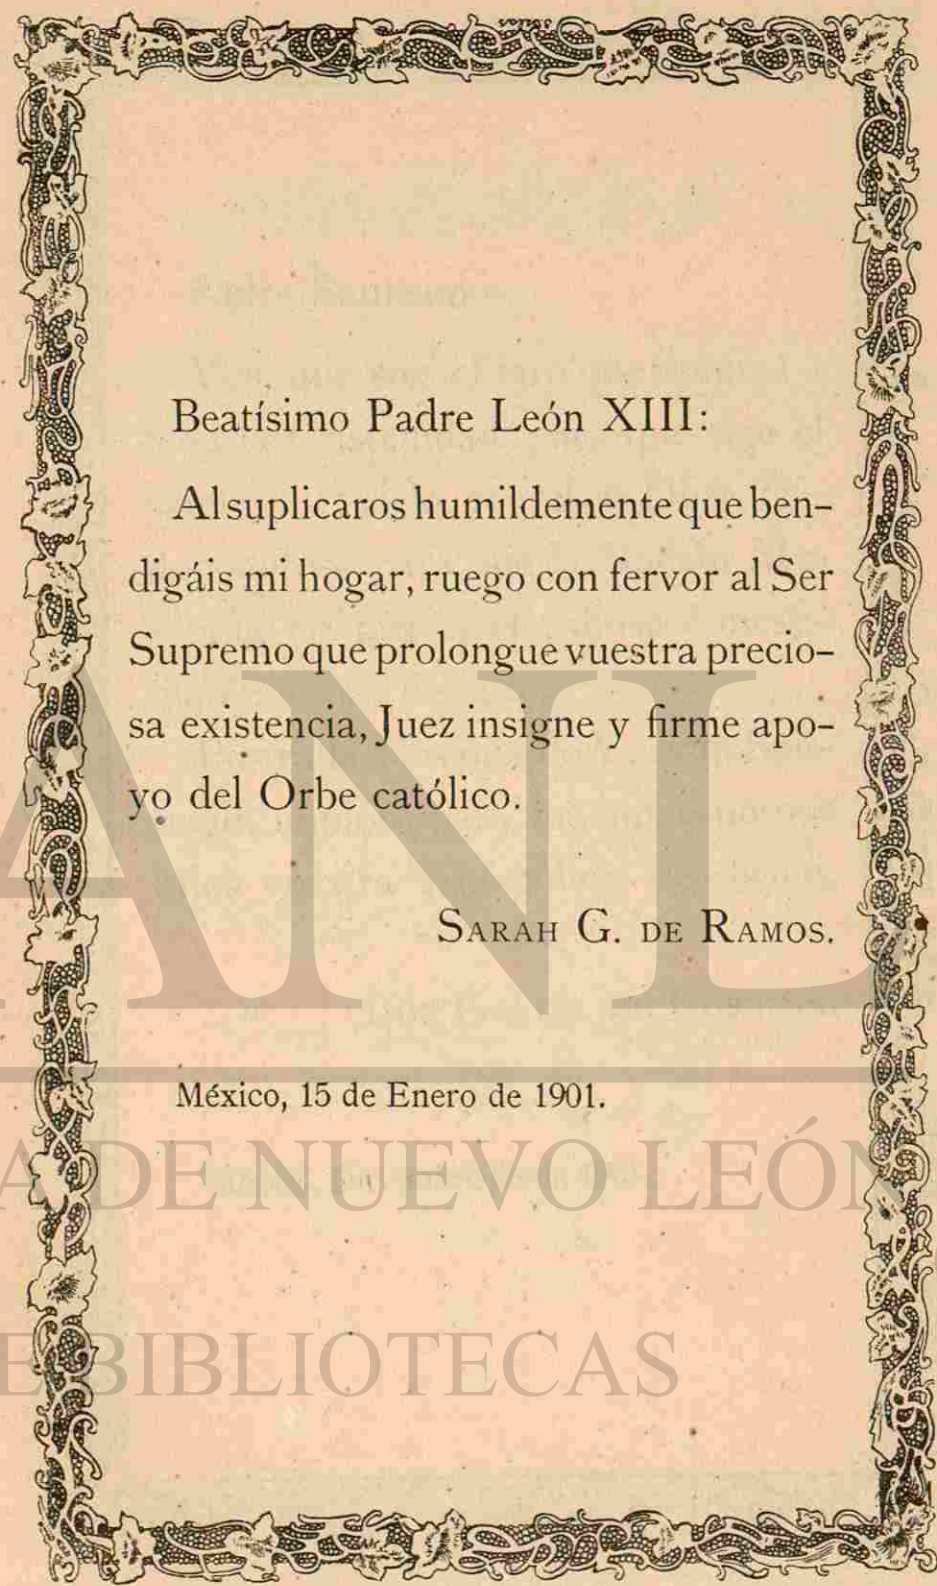 Beatísimo Padre León XIII:
Al suplicaros humildemente que ben-
digáis mi hogar, ruego con fervor al Ser
Supremo que prolongue vuestra precio-
sa existencia, Juez insigne y firme apo-
yo del Orbe católico.
SARAH G. DE RAMOS.
México, 15 de Enero de 1901.
ANL
A DE NUEVO LEÓN
E BIBLIOTECAS